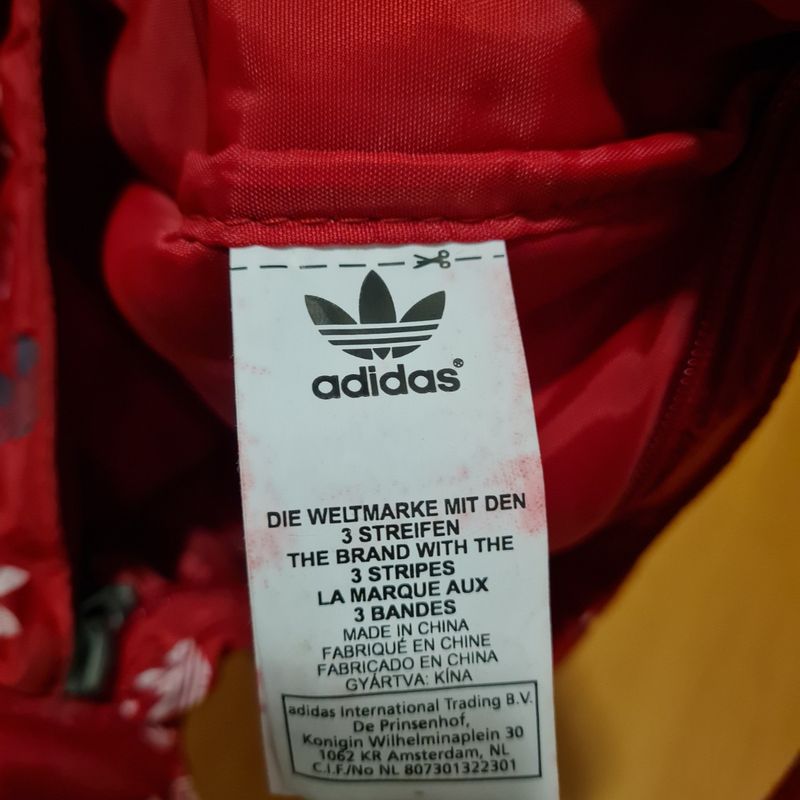 adidas®
DIE WELTMARKE MIT DEN
3 STREIFEN
THE BRAND WITH THE
3 STRIPES
LA MARQUE AUX
3 BANDES
MADE IN CHINA
FABRIQUÉ EN CHINE
FABRICADO EN CHINA
GYÁRTVA: KÍNA
adidas International Trading B.V.
De Prinsenhof,
Konigin Wilhelminaplein 30
1062 KR Amsterdam, NL
C.I.F./No NL 807301322301